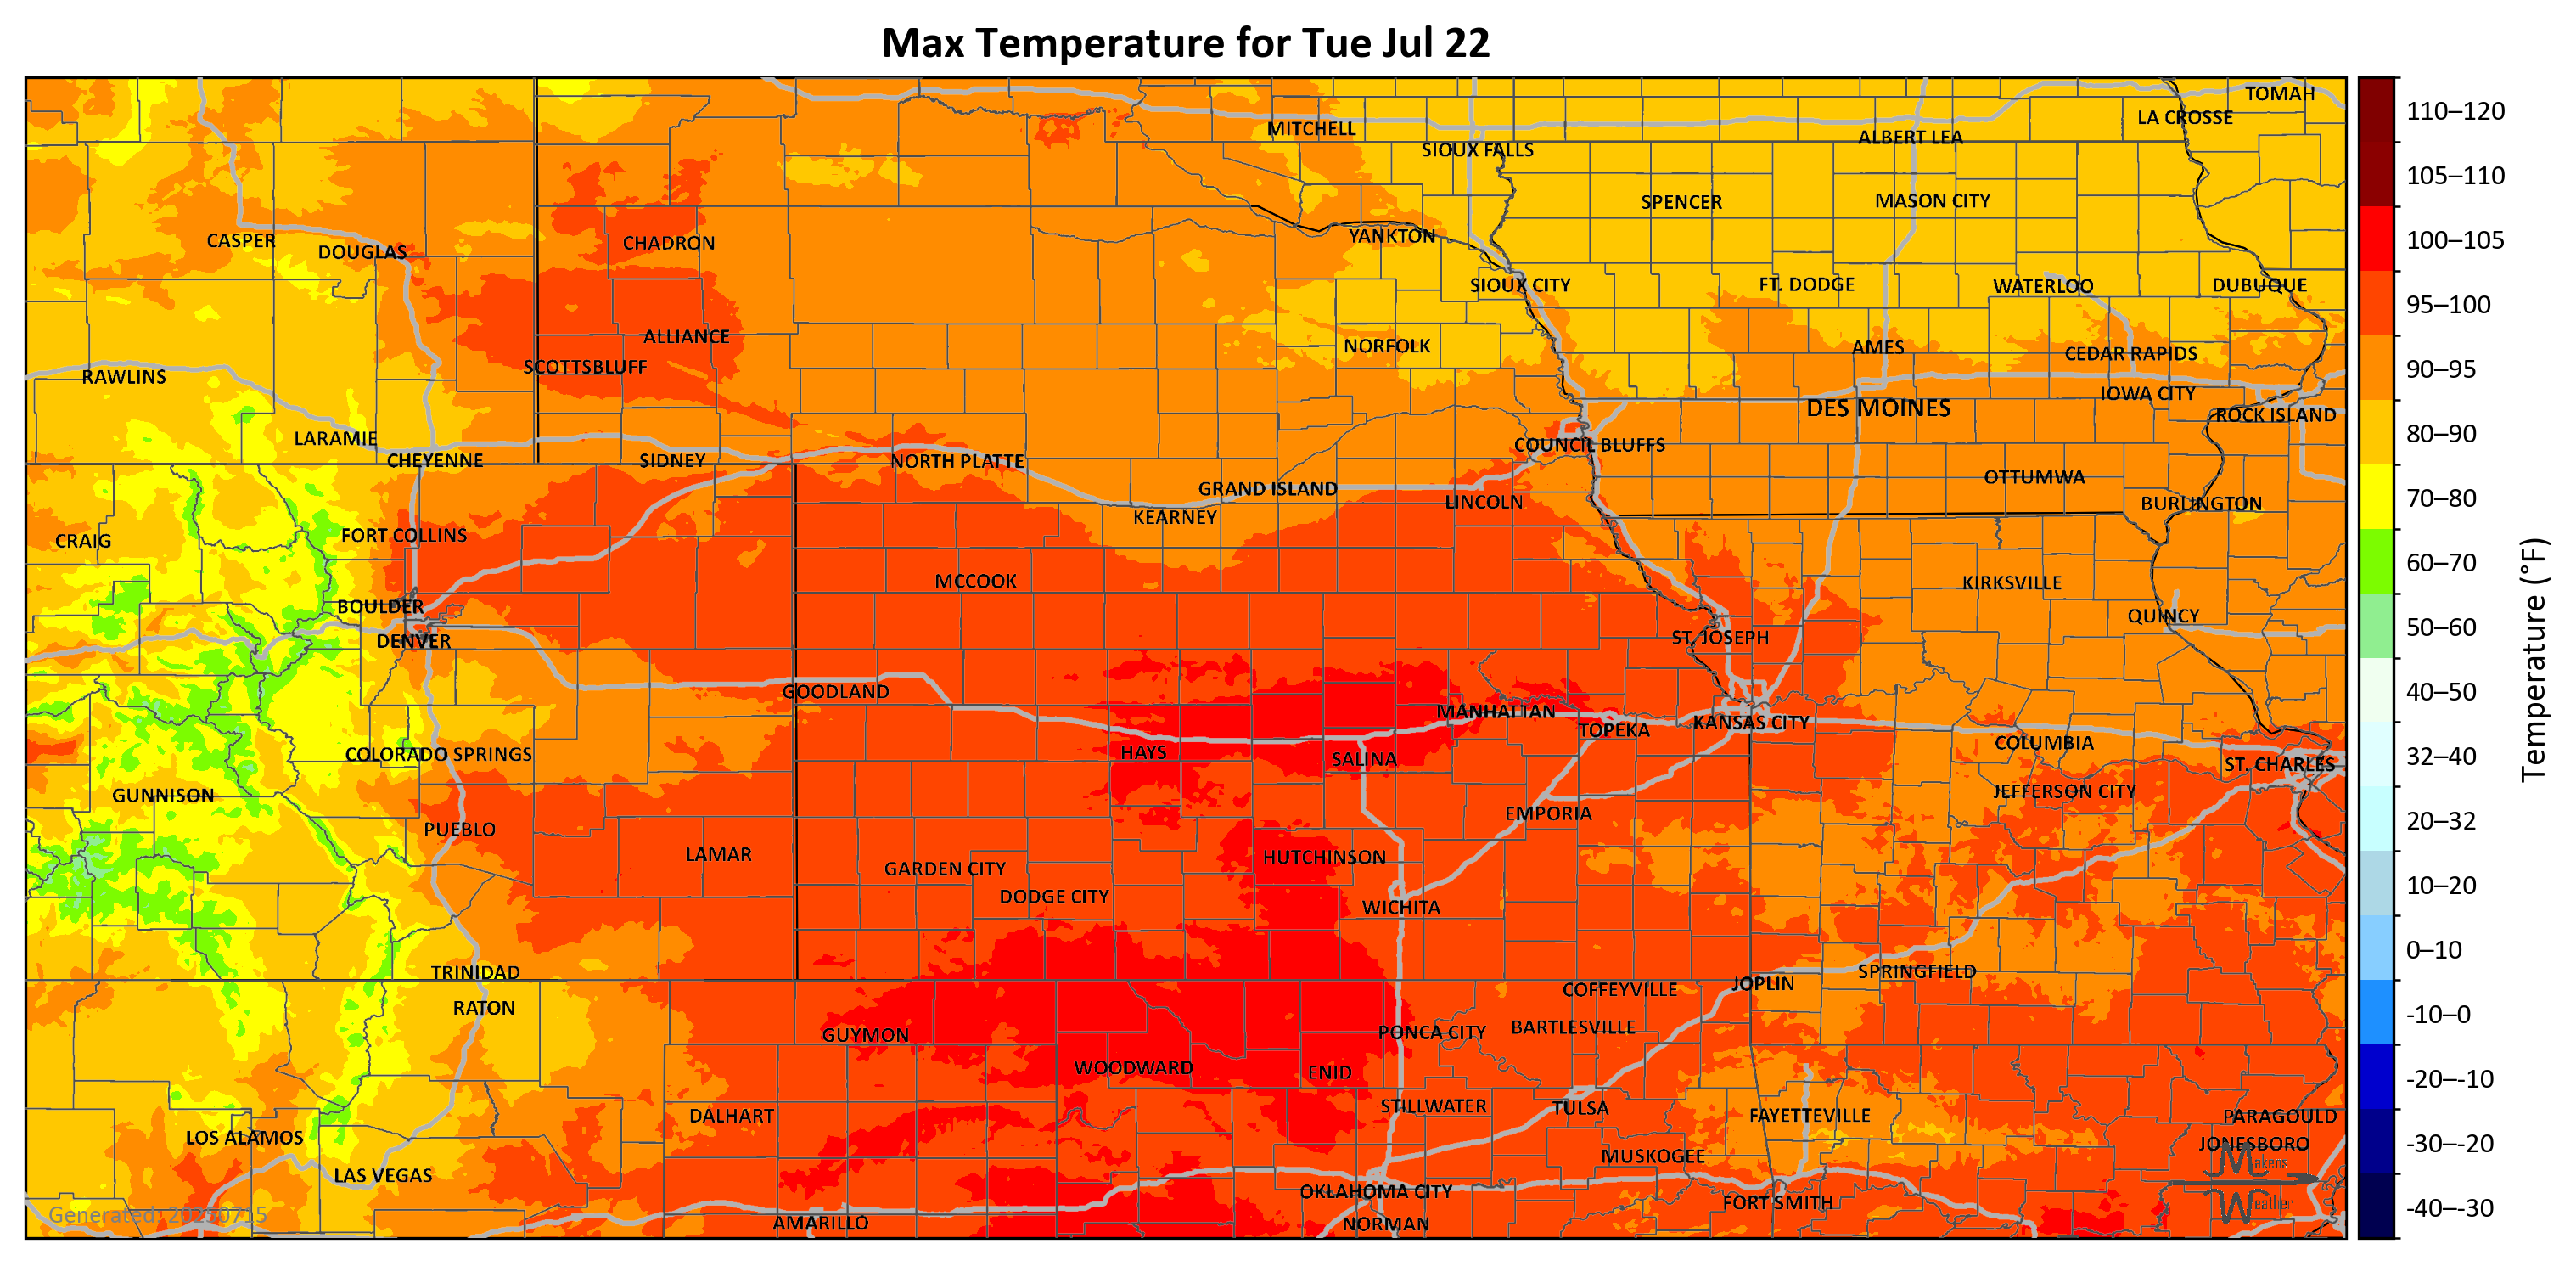 Max Temperature for Tue Jul 22
TOMAH
LA CROSSE
MITCHELL
ALBERT LEA
SIOUX FALLS
SPENCER
MASON CITY
CASPER
DOUGLAS
CHADRON
YANKTON
SIOUX CITY
FT. DODGE
WATERLOO
DUBUQUE
ALLIANCE
NORFOLK
AMES
CEDAR RAPIDS
SCOTTSBLUFF
RAWLINS
IOWA CITY
DES MOINES
ROCK ISLAND
LARAMIE
COUNCIL BLUFFS
CHEYENNE
SIDNEY
NORTH PLATTE
OTTUMWA
GRAND ISLAND
LINCOLN
BURLINGTON
KEARNEY
FORT COLLINS
CRAIG
MCCOOK
KIRKSVILLE
BOULDER
QUINCY
DENVER
ST. JOSEPH
GOODLAND
MANHATTAN
TOPEKA
KANSAS CITY
COLUMBIA
COLORADO SPRINGS
HAYS
SALINA
ST. CHARLES
GUNNISON
JEFFERSON CITY
EMPORIA
PUEBLO
LAMAR
HUTCHINSON
GARDEN CITY
DODGE CITY
WICHITA
TRINIDAD
SPRINGFIELD
JOPLIN
COFFEYVILLE
RATON
GUYMON
PONCA CITY
BARTLESVILLE
WOODWARD
ENID
STILLWATER
TULSA
DALHART
FAYETTEVILLE
PARAGOULD
LOS ALAMOS
JONESBORO
MUSKOGEE
LAS VEGAS
OKLAHOMA CITY
FORT SMITH
AMARILLO
NORMAN
Generated: 20250715
Makens
Weather
110–120
105–110
100–105
95–100
90–95
80–90
70–80
60–70
50–60
40–50
32–40
20–32
10–20
0–10
-10–0
-20–-10
-30–-20
-40–-30
Temperature (°F)